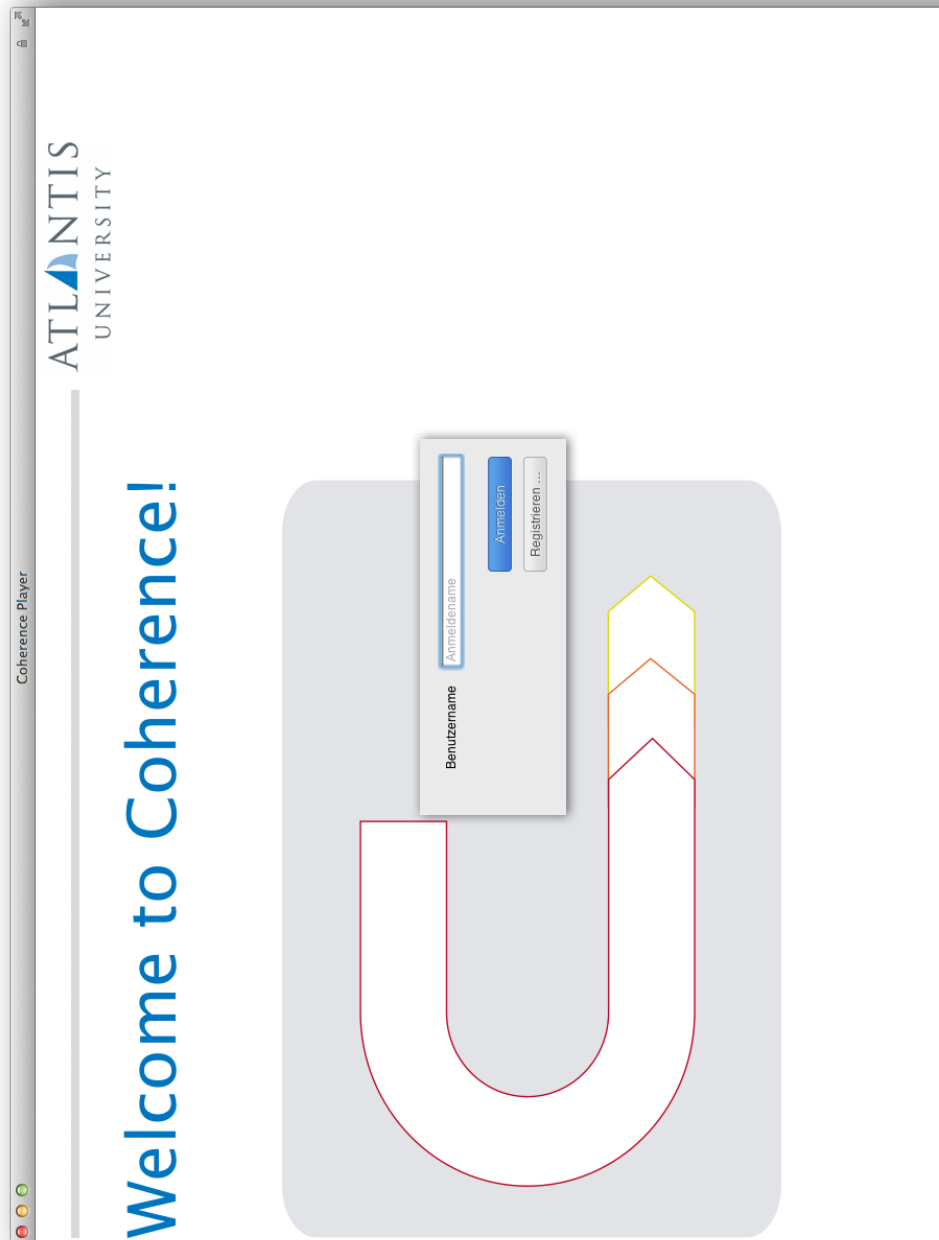 Coherence Player
ATLANTIS
UNIVERSITY
Welcome to Coherence!
Benutzername
Anmeldename
Anmelden
Registrieren ...